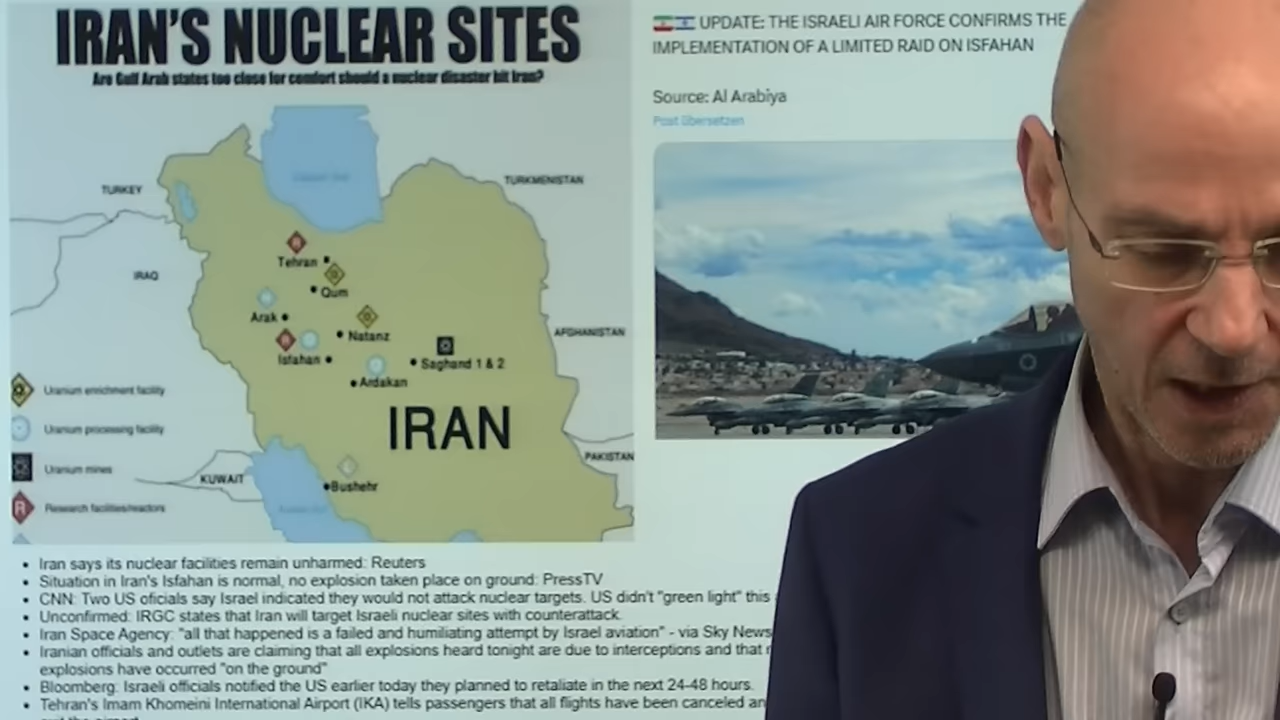 IRAN'S NUCLEAR SITES
Are Gulf Arab states too close for comfort should a nuclear disaster hit Iran?
TURKEY
TURKMENISTAN
IRAQ
Tehran
Qum
Arak
Natanz
AFGHANISTAN
Isfahan
Saghand 1 & 2
Ardakan
Uranium enrichment facility
IRAN
Uranium processing facility
PAKISTAN
Uranium mines
KUWAIT
Bushehr
R Research facilities/reactors
UPDATE: THE ISRAELI AIR FORCE CONFIRMS THE
IMPLEMENTATION OF A LIMITED RAID ON ISFAHAN
Source: Al Arabiya
Post übersetzen
• Iran says its nuclear facilities remain unharmed: Reuters
• Situation in Iran's Isfahan is normal, no explosion taken place on ground: PressTV
• CNN: Two US oficials say Israel indicated they would not attack nuclear targets. US didn't "green light" this
• Unconfirmed: IRGC states that Iran will target Israeli nuclear sites with counterattack.
• Iran Space Agency: "all that happened is a failed and humiliating attempt by Israel aviation" - via Sky News
• Iranian officials and outlets are claiming that all explosions heard tonight are due to interceptions and that
explosions have occurred "on the ground"
• Bloomberg: Israeli officials notified the US earlier today they planned to retaliate in the next 24-48 hours.
• Tehran's Imam Khomeini International Airport (IKA) tells passengers that all flights have been canceled